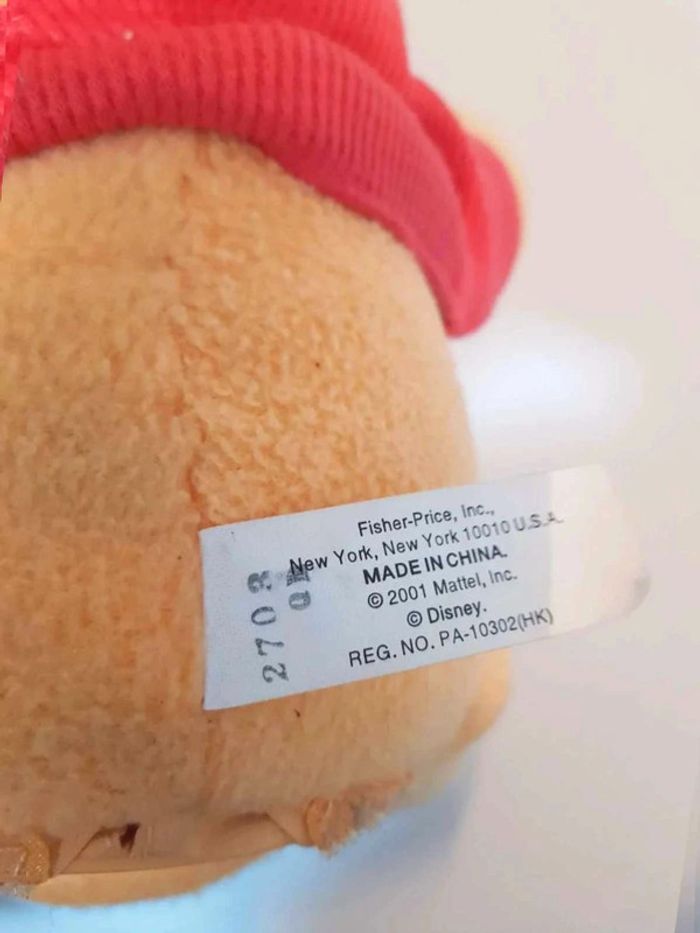 Fisher-Price, Inc.,
New York, New York 10010 U.S.A.
MADE IN CHINA.
© 2001 Mattel, Inc.
© Disney.
REG. NO. PA-10302(HK)
2703